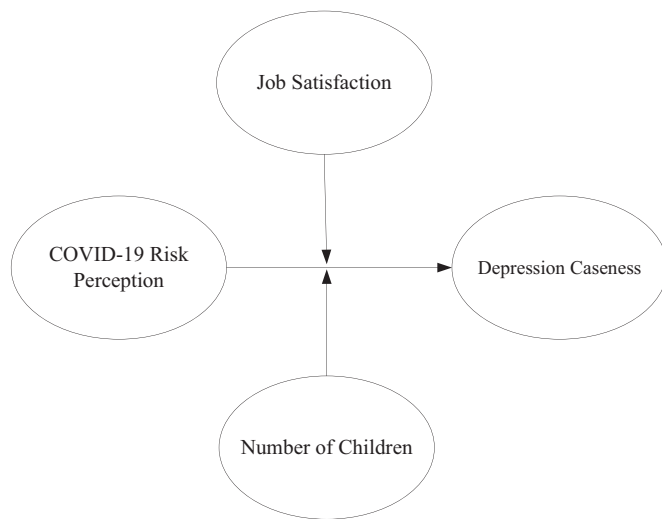 Job Satisfaction
COVID-19 Risk
Perception
Depression Caseness
Number of Children